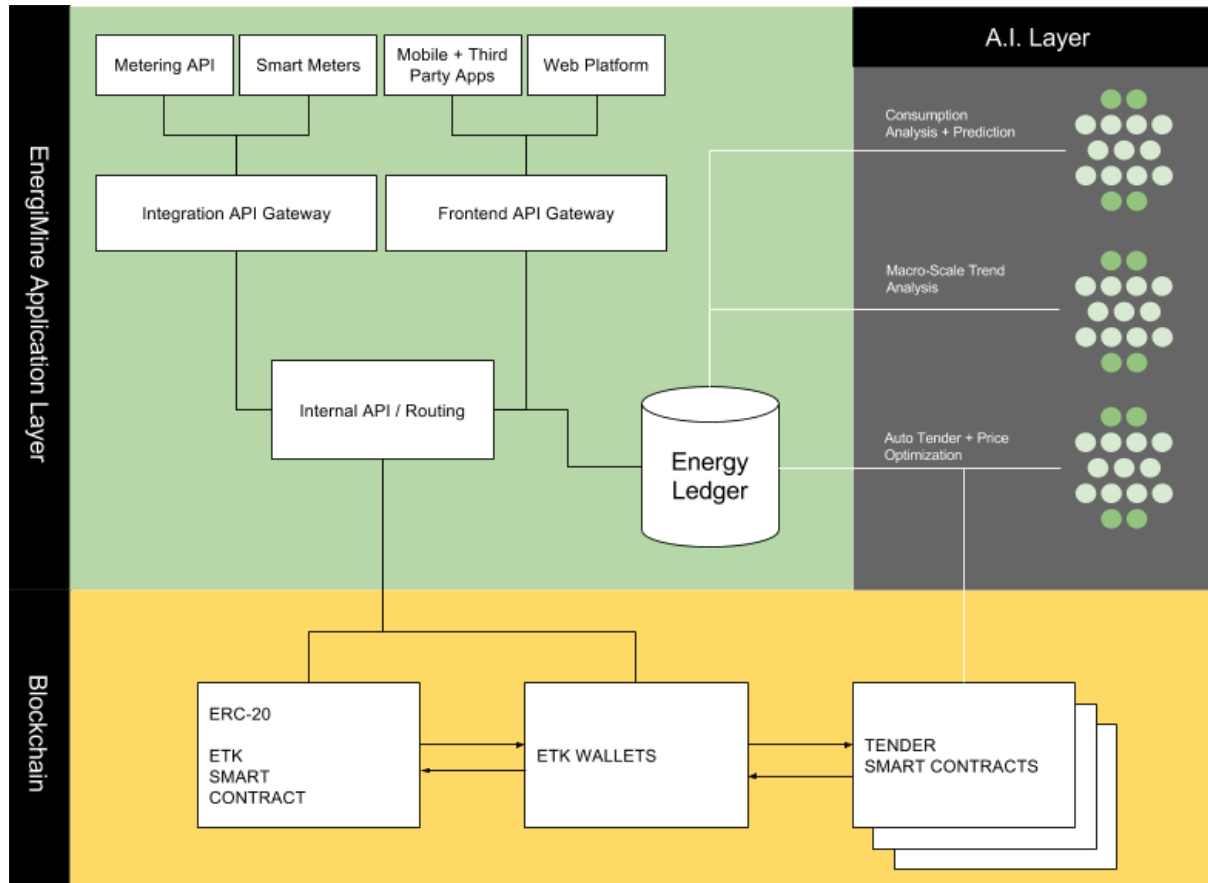 EnergiMine Application Layer
Metering API
Smart Meters
Mobile + Third
Party Apps
Web Platform
Integration API Gateway
Frontend API Gateway
Internal API / Routing
Energy
Ledger
A.I. Layer
Consumption
Analysis + Prediction
Macro-Scale Trend
Analysis
Auto Tender + Price
Optimization
Blockchain
ERC-20
ETK
SMART
CONTRACT
ETK WALLETS
TENDER
SMART CONTRACTS